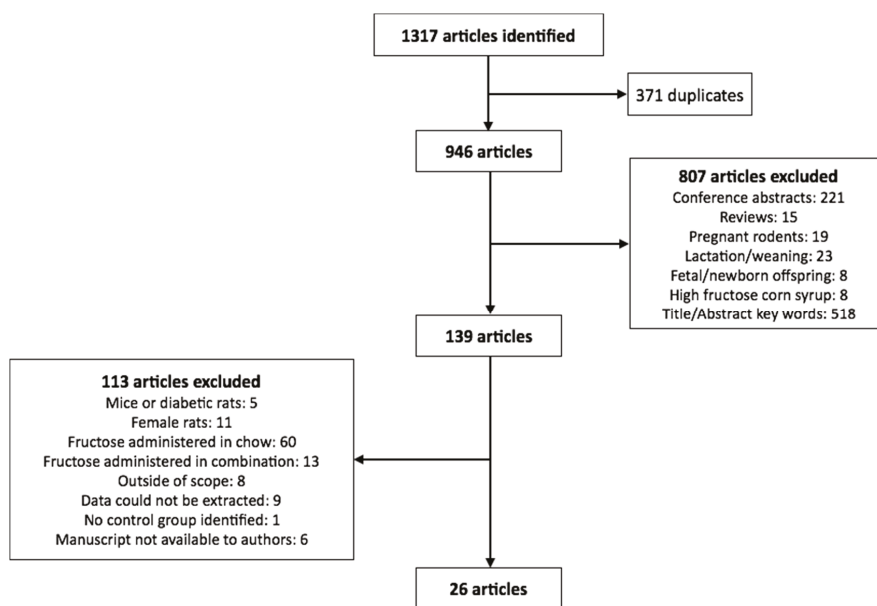 1317 articles identified
371 duplicates
946 articles
807 articles excluded
Conference abstracts: 221
Reviews: 15
Pregnant rodents: 19
Lactation/weaning: 23
Fetal/newborn offspring: 8
High fructose corn syrup: 8
Title/Abstract key words: 518
139 articles
113 articles excluded
Mice or diabetic rats: 5
Female rats: 11
Fructose administered in chow: 60
Fructose administered in combination: 13
Outside of scope: 8
Data could not be extracted: 9
No control group identified: 1
Manuscript not available to authors: 6
26 articles